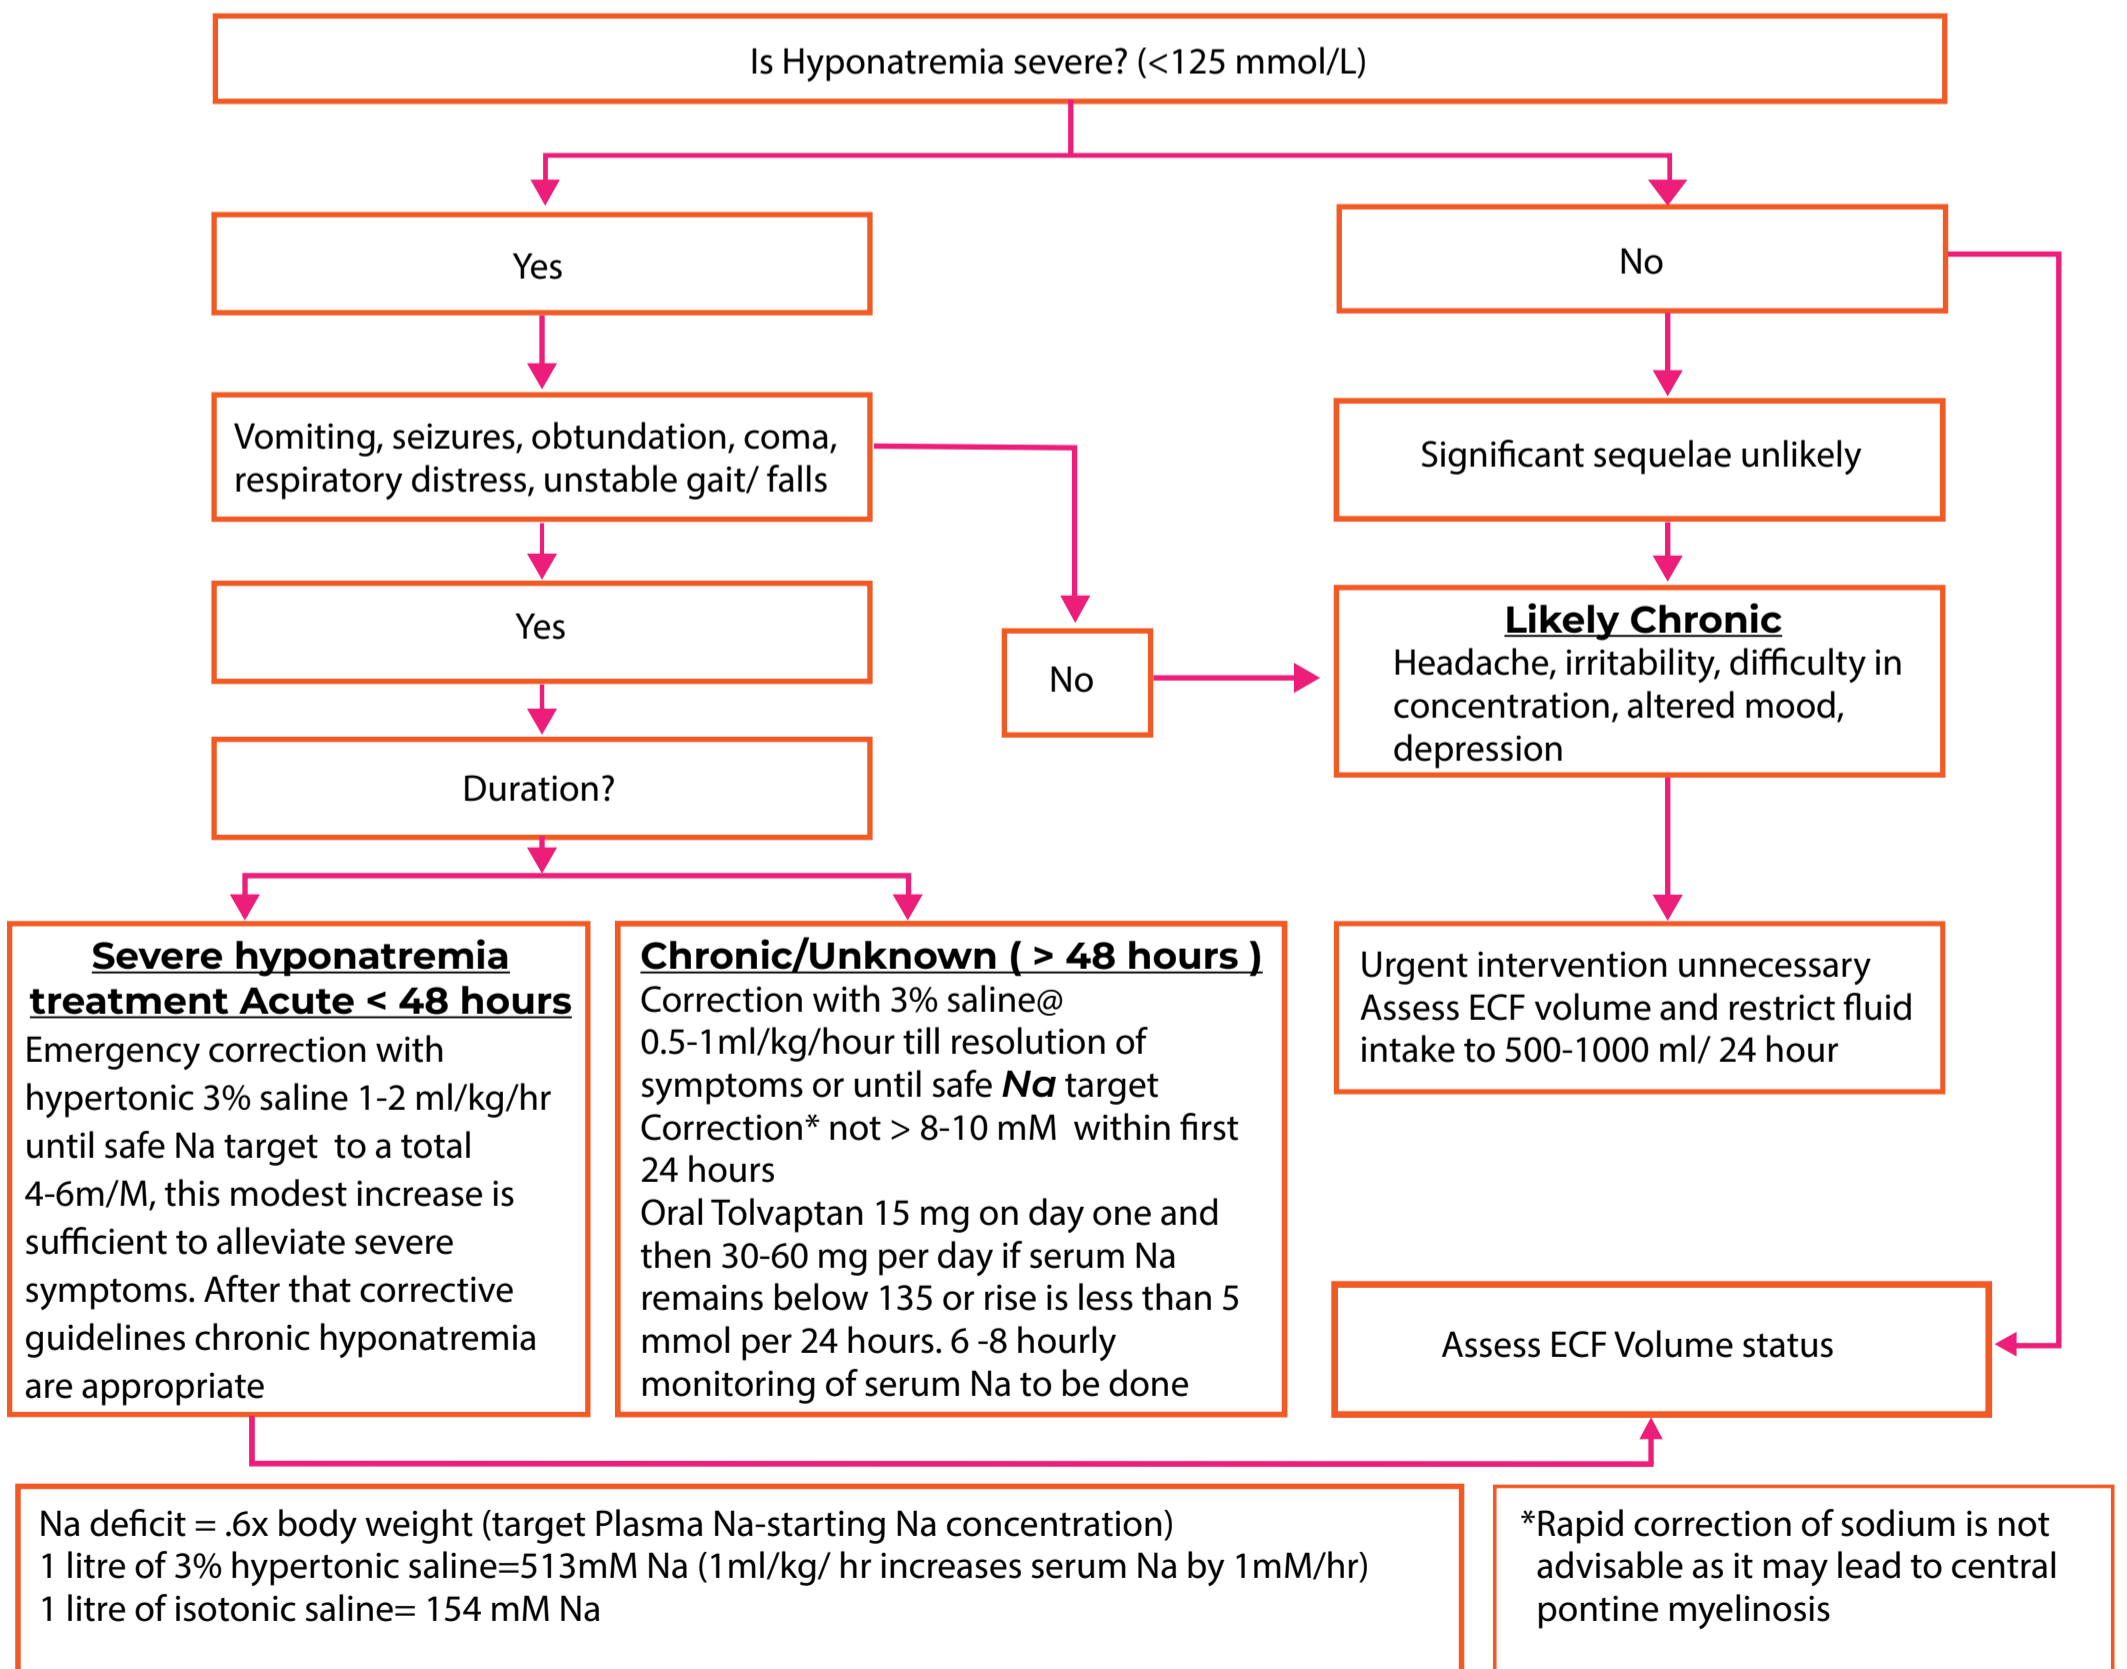 Is Hyponatremia severe? (<125 mmol/L)
Yes
No
Vomiting, seizures, obtundation, coma,
respiratory distress, unstable gait/ falls
Significant sequelae unlikely
Yes
No
Likely Chronic
Headache, irritability, difficulty in
concentration, altered mood,
depression
Duration?
Severe hyponatremia
treatment Acute < 48 hours
Emergency correction with
hypertonic 3% saline 1-2 ml/kg/hr
until safe Na target to a total
4-6m/M, this modest increase is
sufficient to alleviate severe
symptoms. After that corrective
guidelines chronic hyponatremia
are appropriate
Chronic/Unknown ( > 48 hours )
Correction with 3% saline@
0.5-1ml/kg/hour till resolution of
symptoms or until safe Na target
Correction* not > 8-10 mM within first
24 hours
Oral Tolvaptan 15 mg on day one and
then 30-60 mg per day if serum Na
remains below 135 or rise is less than 5
mmol per 24 hours. 6 -8 hourly
monitoring of serum Na to be done
Urgent intervention unnecessary
Assess ECF volume and restrict fluid
intake to 500-1000 ml/ 24 hour
Assess ECF Volume status
Na deficit = .6x body weight (target Plasma Na-starting Na concentration)
1 litre of 3% hypertonic saline=513mM Na (1ml/kg/ hr increases serum Na by 1mM/hr)
1 litre of isotonic saline= 154 mM Na
*Rapid correction of sodium is not
advisable as it may lead to central
pontine myelinosis